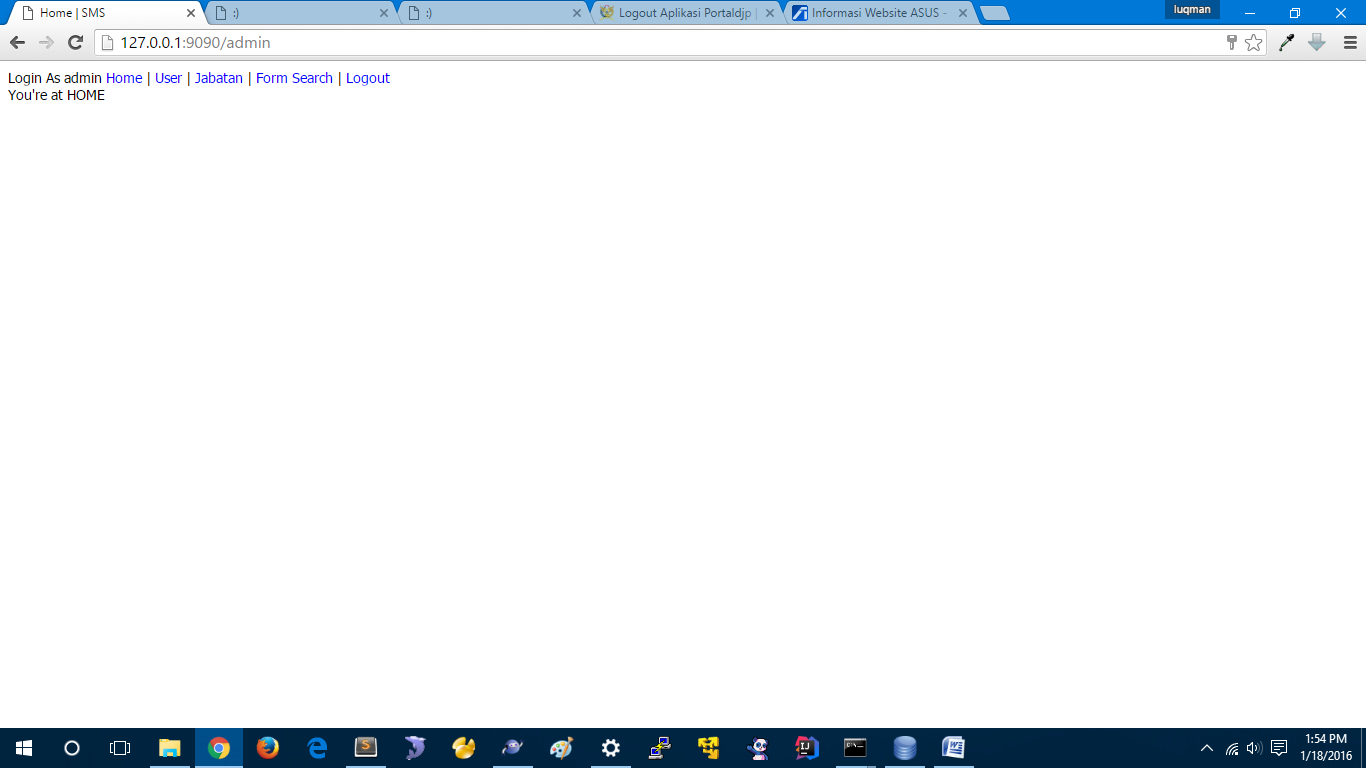 Home | SMS
:)
:)
Logout Aplikasi Portaldjp |
Informasi Website ASUS -
luqman
127.0.0.1:9090/admin
Login As admin Home | User | Jabatan | Form Search | Logout
You're at HOME
1:54 PM
1/18/2016